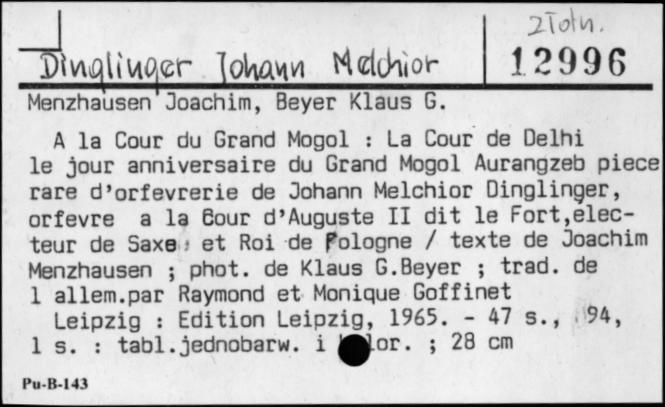 złotn.
Dinglinger Johann Melchior
12996
Menzhausen Joachim, Beyer Klaus G.
A la Cour du Grand Mogol : La Cour de Delhi
le jour anniversaire du Grand Mogol Aurangzeb piece
rare d'orfevrerie de Johann Melchior Dinglinger,
orfevre a la Cour d'Auguste II dit le Fort,élec-
teur de Saxe et Roi de Pologne / texte de Joachim
Menzhausen ; phot. de Klaus G.Beyer ; trad. de
l allem.par Raymond et Monique Goffinet
Leipzig : Edition Leipzig, 1965. - 47 s., 94,
1 s. : tabl.jednobarw. i lor. ; 28 cm
Pu-B-143